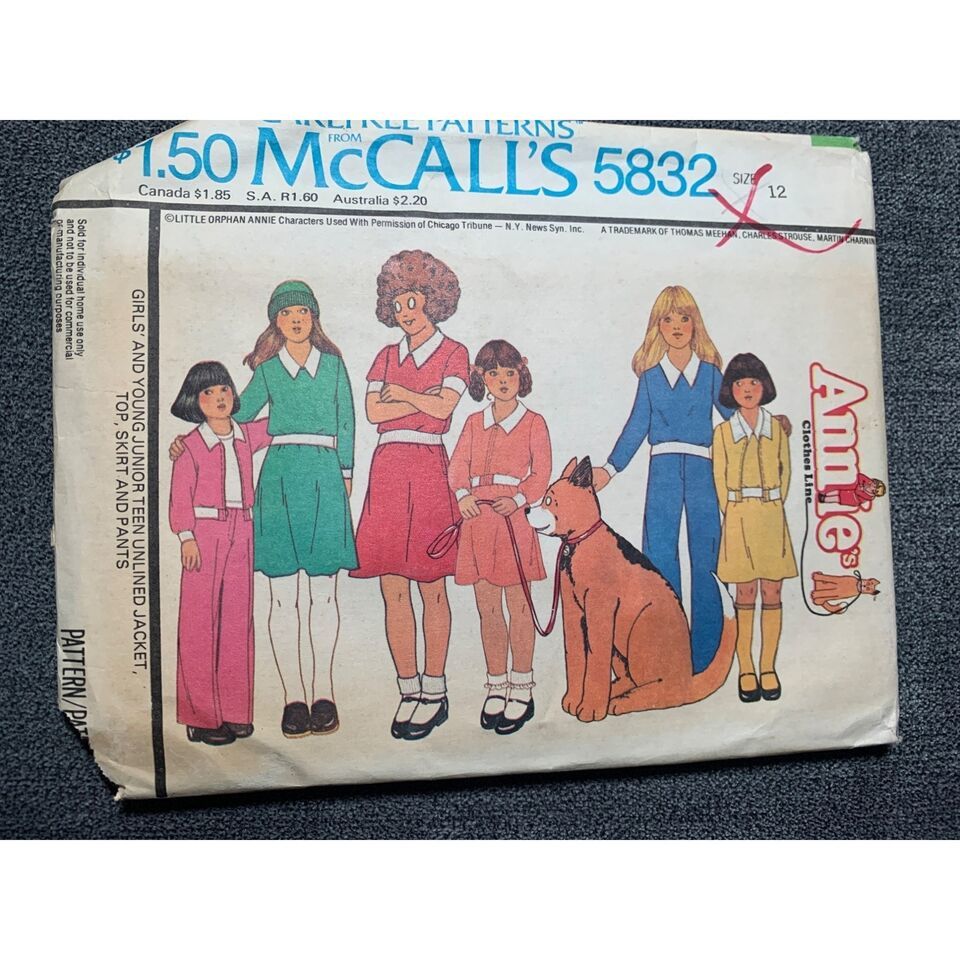 CAREFREE PATTERNS™
FROM
$1.50 McCALL'S 5832 SIZE 12
Canada $1.85 S.A. R1.60 Australia $2.20
©LITTLE ORPHAN ANNIE Characters Used With Permission of Chicago Tribune — N.Y. News Syn. Inc. A TRADEMARK OF THOMAS MEEHAN, CHARLES STROUSE, MARTIN CHARNIN
Sold for individual home use only
and not to be used for commercial
or manufacturing purposes
GIRLS' AND YOUNG JUNIOR/TEEN UNLINED JACKET,
TOP, SKIRT AND PANTS
PATTERN/PAT
Annie's
Clothes Line